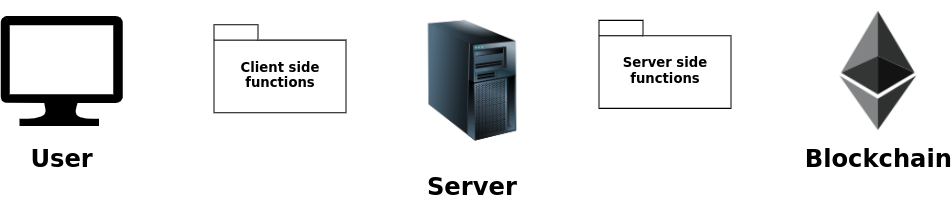 Client side
functions
Server side
functions
User
Server
Blockchain